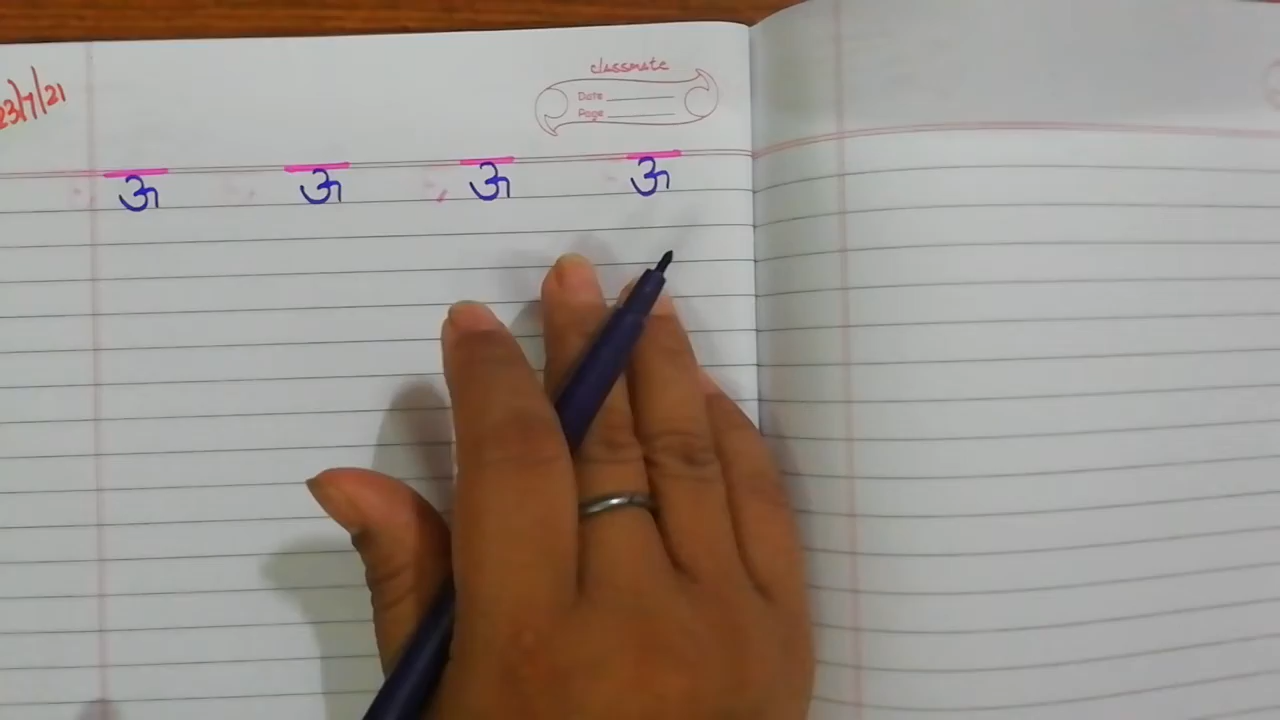 classmate
Date
Page
23/7/21
अ अ अ अ